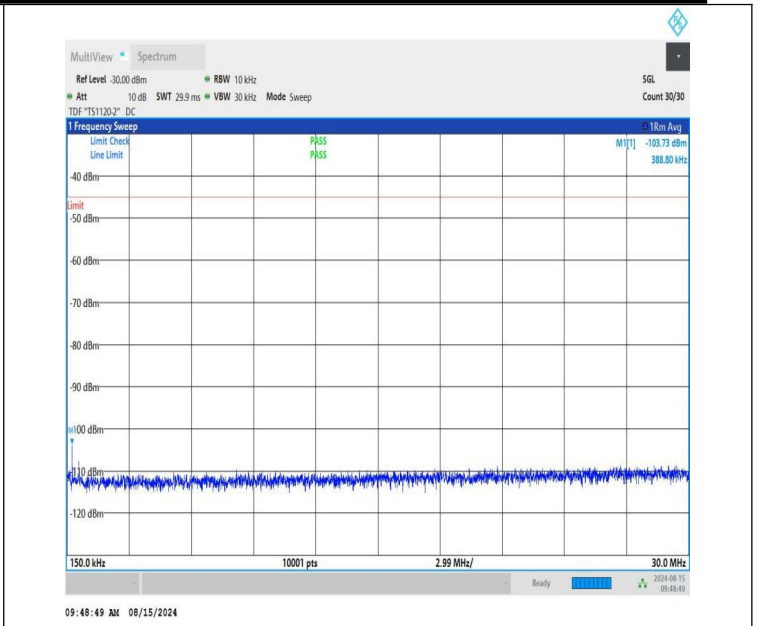 MultiView Spectrum
Ref Level -30.00 dBm RBW 10 kHz SGL
Att 10 dB SWT 29.9 ms VBW 30 kHz Mode Sweep Count 30/30
TDF "TS1120-2" DC
1 Frequency Sweep 1Rm Avg
Limit Check PASS M1[1] -103.73 dBm
Line Limit PASS 388.80 kHz
-40 dBm
Limit
-50 dBm
-60 dBm
-70 dBm
-80 dBm
-90 dBm
M1
-100 dBm
-110 dBm
-120 dBm
150.0 kHz 10001 pts 2.99 MHz/ 30.0 MHz
Ready 2024-08-15
09:48:49
09:48:49 AM 08/15/2024